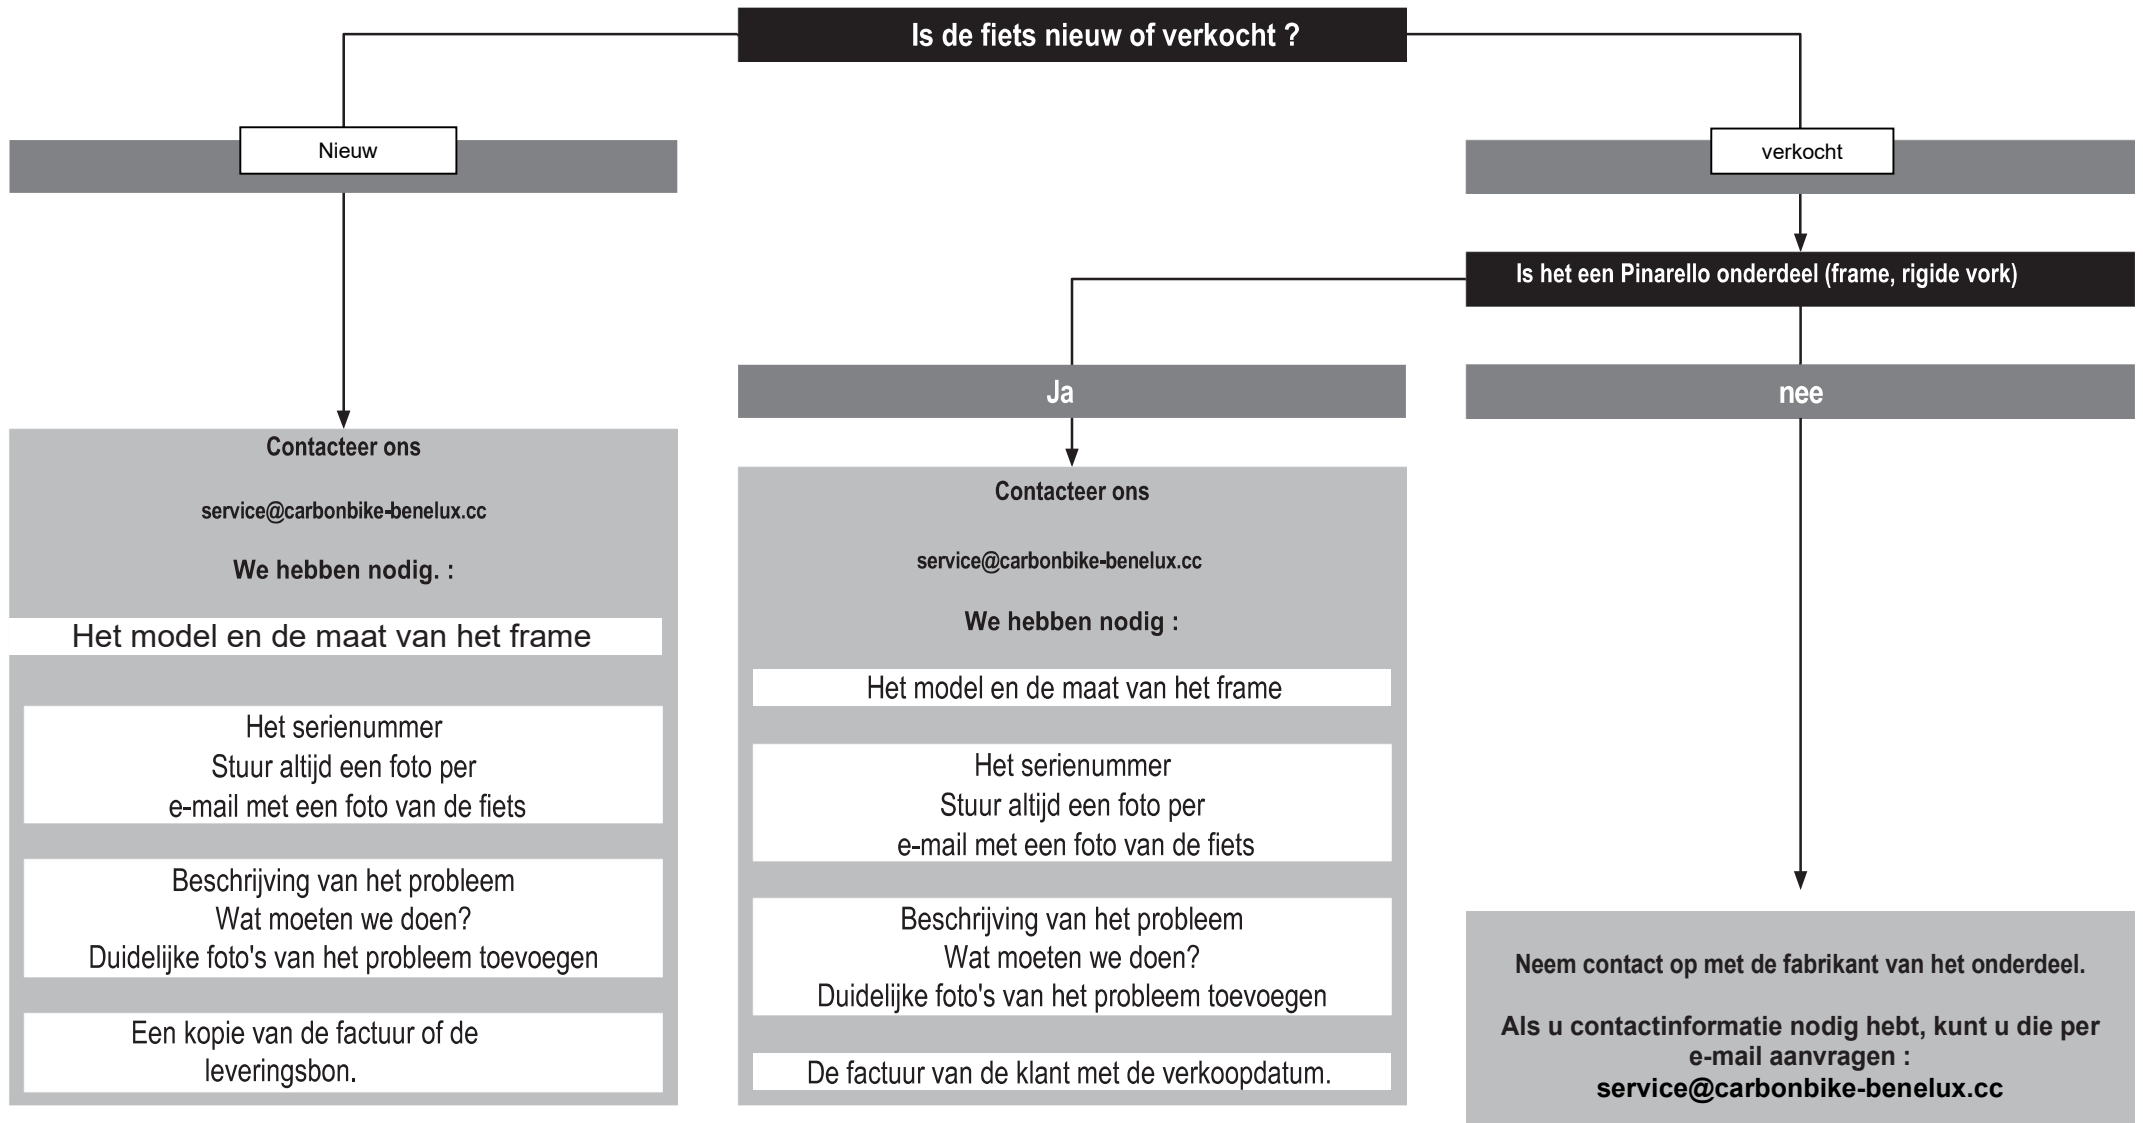 Is de fiets nieuw of verkocht ?
Nieuw
verkocht
Is het een Pinarello onderdeel (frame, rigide vork)
Ja
nee
Contacteer ons
service@carbonbike-benelux.cc
We hebben nodig. :
Het model en de maat van het frame
Het serienummer
Stuur altijd een foto per
e-mail met een foto van de fiets
Beschrijving van het probleem
Wat moeten we doen?
Duidelijke foto's van het probleem toevoegen
Een kopie van de factuur of de
leveringsbon.
Contacteer ons
service@carbonbike-benelux.cc
We hebben nodig :
Het model en de maat van het frame
Het serienummer
Stuur altijd een foto per
e-mail met een foto van de fiets
Beschrijving van het probleem
Wat moeten we doen?
Duidelijke foto's van het probleem toevoegen
De factuur van de klant met de verkoopdatum.
Neem contact op met de fabrikant van het onderdeel.
Als u contactinformatie nodig hebt, kunt u die per
e-mail aanvragen :
service@carbonbike-benelux.cc